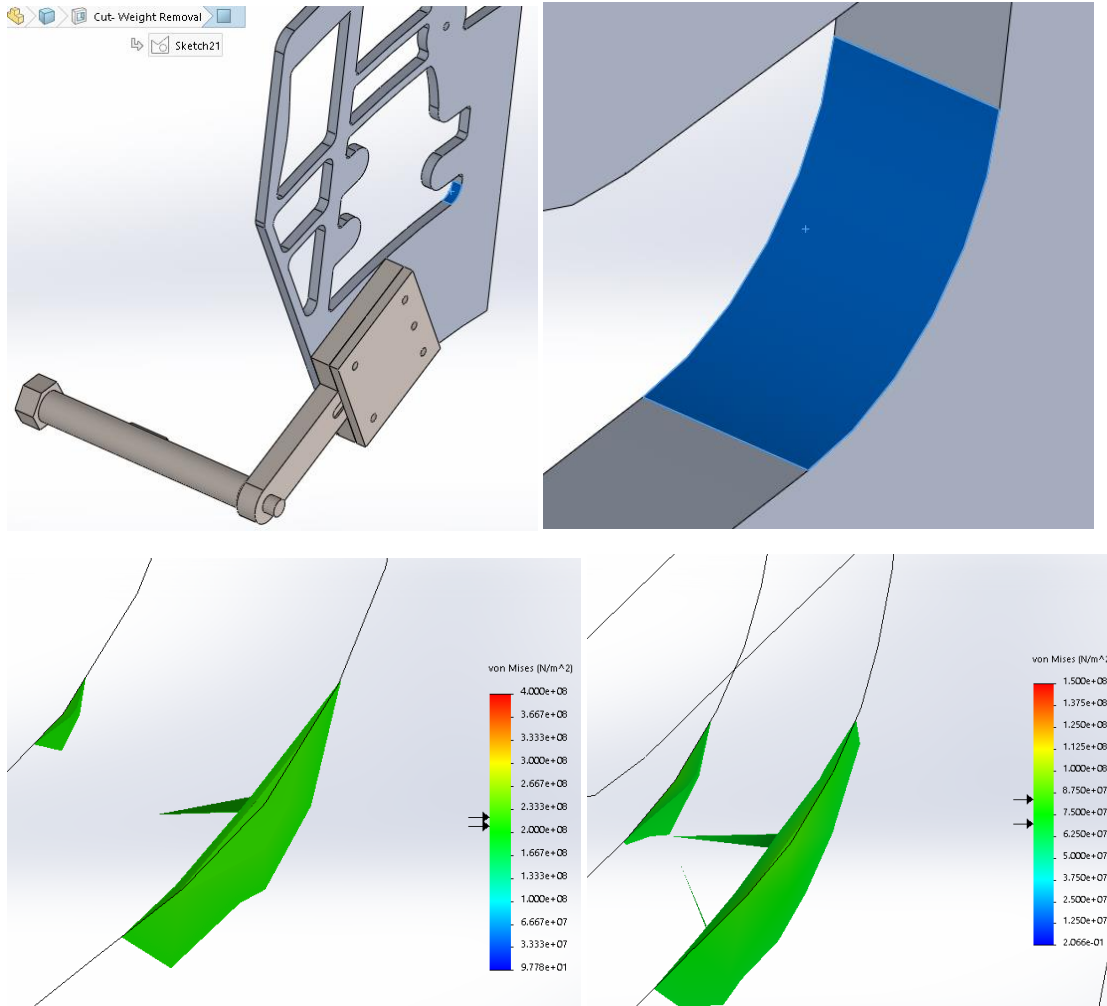 Cut- Weight Removal
Sketch21
von Mises (N/m^2)
4.000e+08
3.667e+08
3.333e+08
3.000e+08
2.667e+08
2.333e+08
2.000e+08
1.667e+08
1.333e+08
1.000e+08
6.667e+07
3.333e+07
9.778e+01
von Mises (N/m^2
1.500e+08
1.375e+08
1.250e+08
1.125e+08
1.000e+08
8.750e+07
7.500e+07
6.250e+07
5.000e+07
3.750e+07
2.500e+07
1.250e+07
2.066e-01